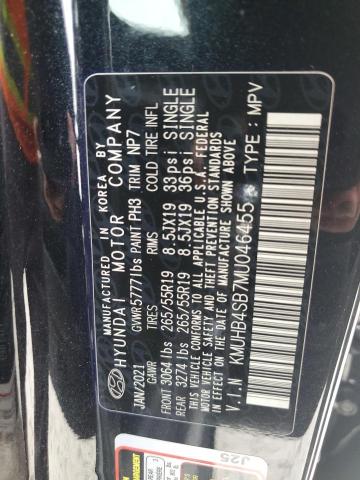 MANUFACTURED IN KOREA BY
HYUNDAI MOTOR COMPANY
JAN/2021 GVWR5777lbs PAINT PH3 TRIM NP7
GAWR TIRES RIMS COLD TIRE INFL
FRONT 3064lbs 265/55R19 8.5JX19 33psi SINGLE
REAR 3274lbs 265/55R19 8.5JX19 36psi SINGLE
THIS VEHICLE CONFORMS TO ALL APPLICABLE U.S.A. FEDERAL
MOTOR VEHICLE SAFETY AND THEFT PREVENTION STANDARDS IN
EFFECT ON THE DATE OF MANUFACTURE SHOWN ABOVE
V.I.N KMUHB4SB7MU046455 TYPE: MPV
J25